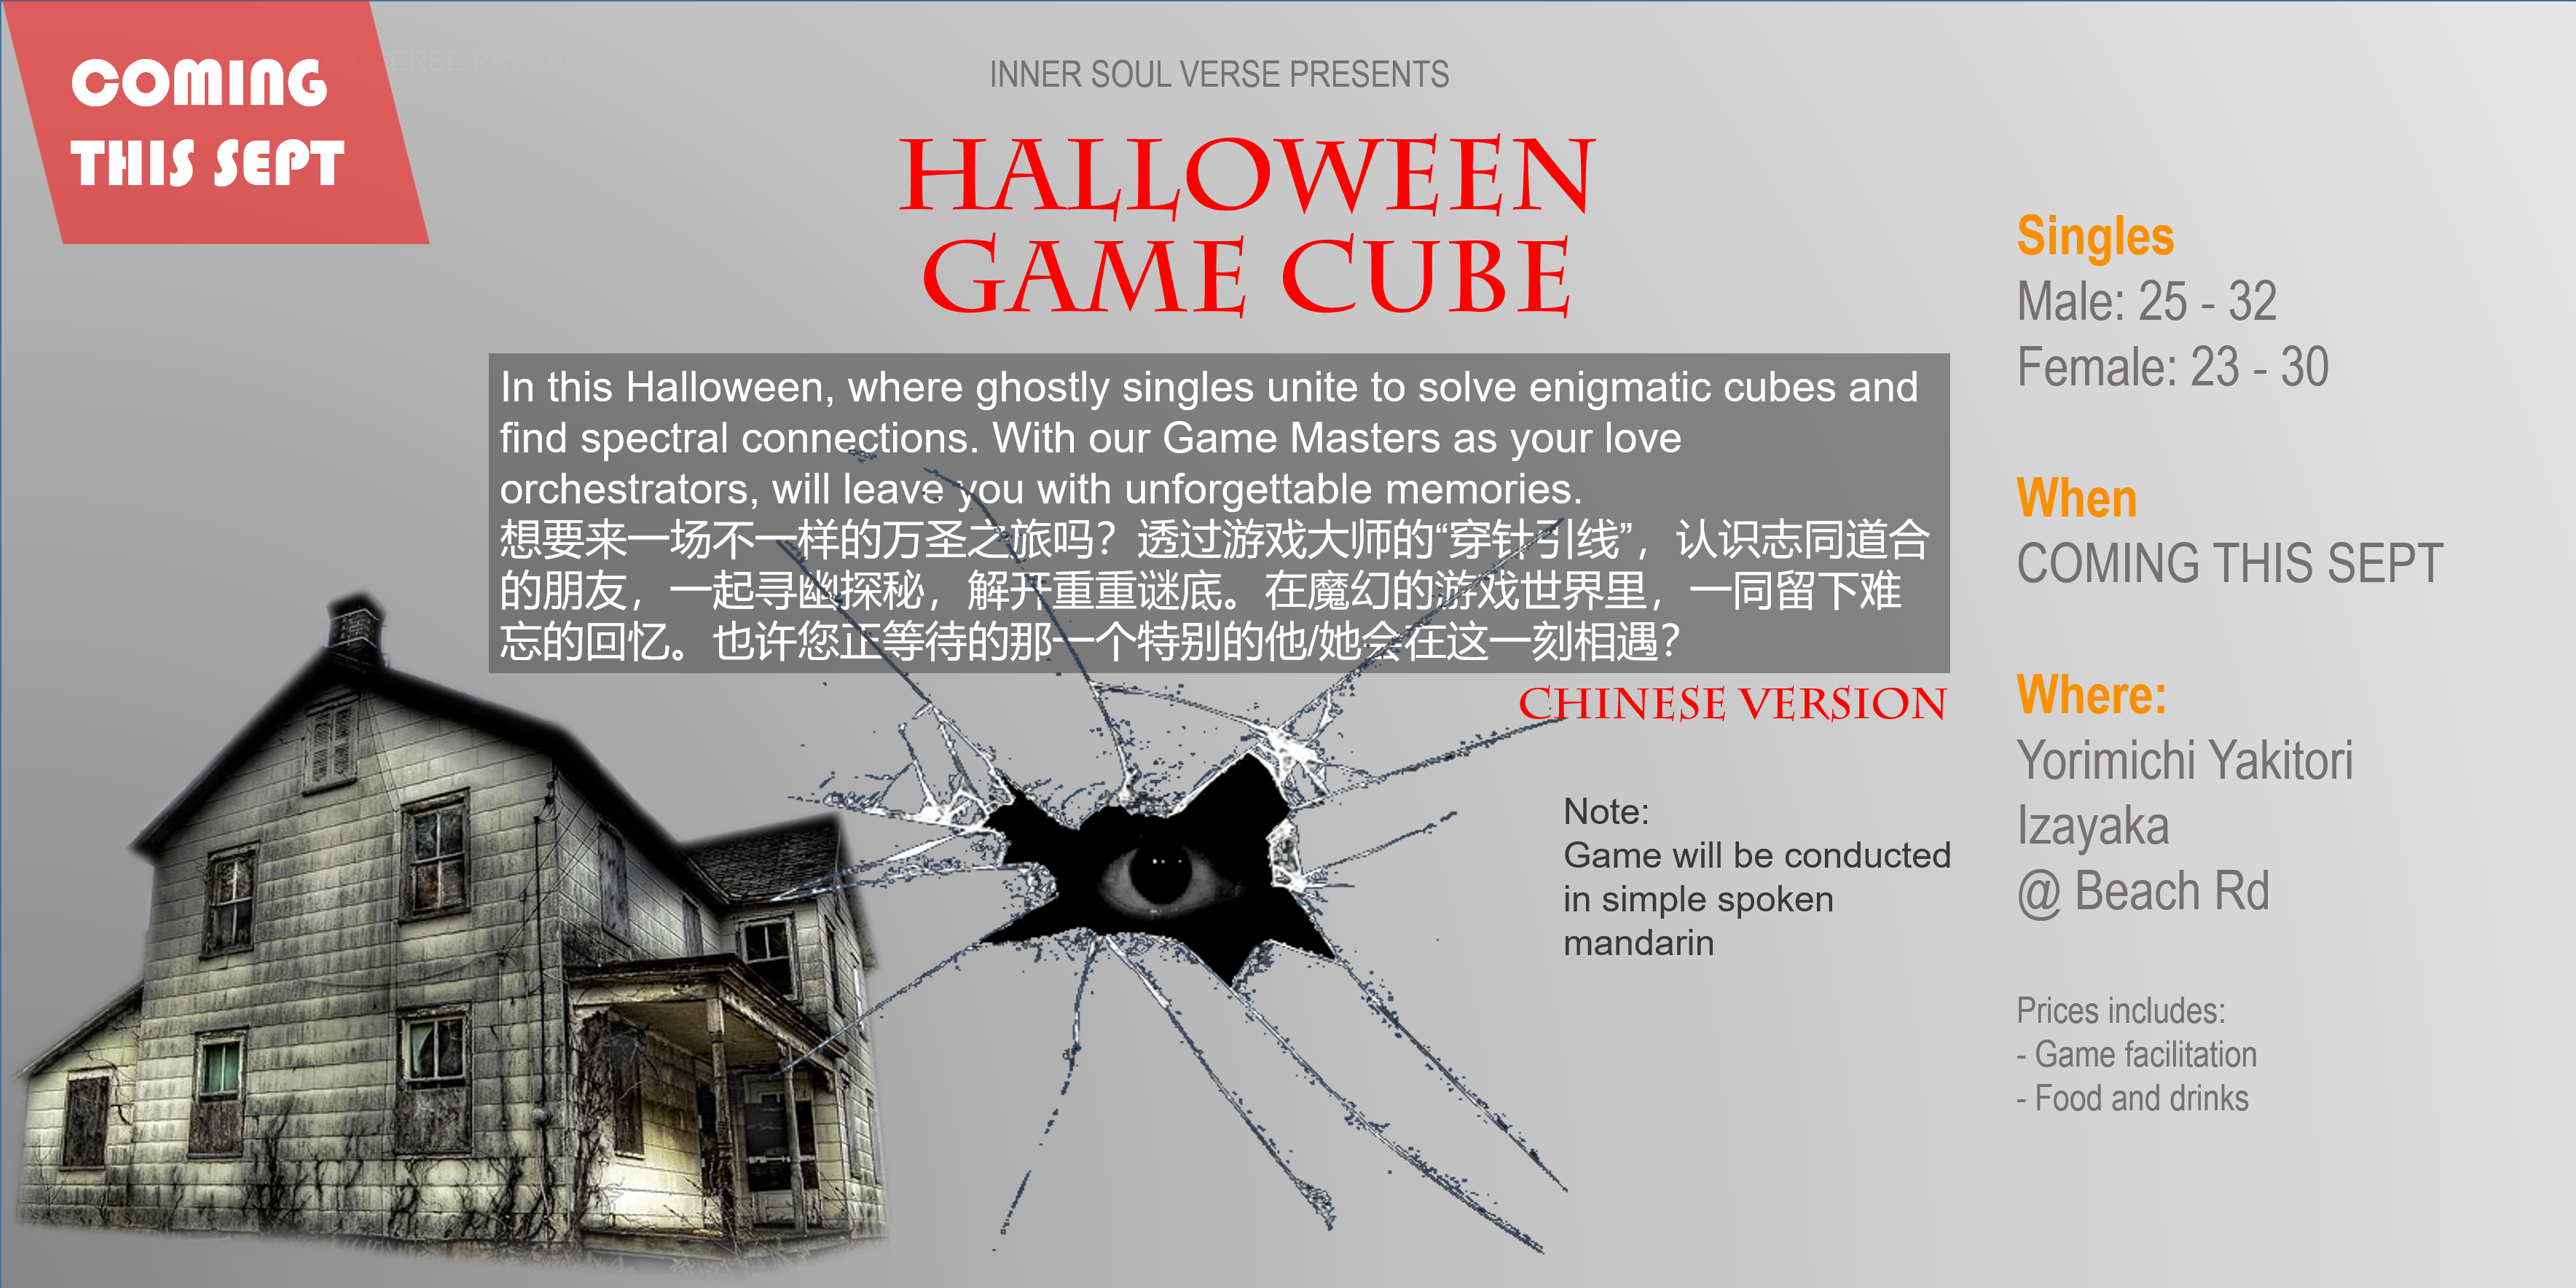 COMING
THIS SEPT
VERSE PRESEN
INNER SOUL VERSE PRESENTS
HALLOWEEN
GAME CUBE
In this Halloween, where ghostly singles unite to solve enigmatic cubes and
find spectral connections. With our Game Masters as your love
orchestrators, will leave you with unforgettable memories.
想要来一场不一样的万圣之旅吗？透过游戏大师的“穿针引线”，认识志同道合
的朋友，一起寻幽探秘，解开重重谜底。在魔幻的游戏世界里，一同留下难
忘的回忆。也许您正等待的那一个特别的他/她会在这一刻相遇？
CHINESE VERSION
Note:
Game will be conducted
in simple spoken
mandarin
Singles
Male: 25 - 32
Female: 23 - 30
When
COMING THIS SEPT
Where:
Yorimichi Yakitori
Izayaka
@ Beach Rd
Prices includes:
- Game facilitation
- Food and drinks